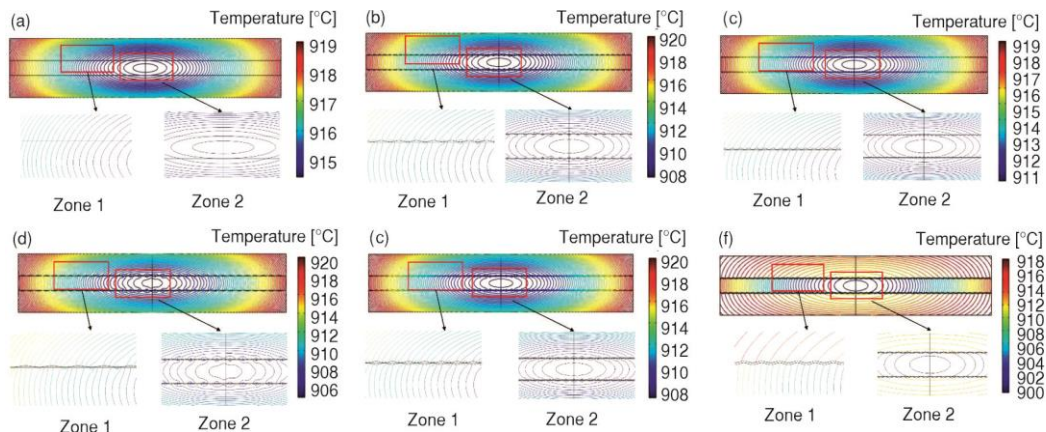 (a)
Temperature [°C]
919
918
917
916
915
Zone 1
Zone 2
(b)
Temperature [°C]
920
918
916
914
912
910
908
Zone 1
Zone 2
(c)
Temperature [°C]
919
918
917
916
915
914
913
912
911
Zone 1
Zone 2
(d)
Temperature [°C]
920
918
916
914
912
910
908
906
Zone 1
Zone 2
(c)
Temperature [°C]
920
918
916
914
912
910
908
Zone 1
Zone 2
(f)
Temperature [°C]
918
916
914
912
910
908
906
904
902
900
Zone 1
Zone 2